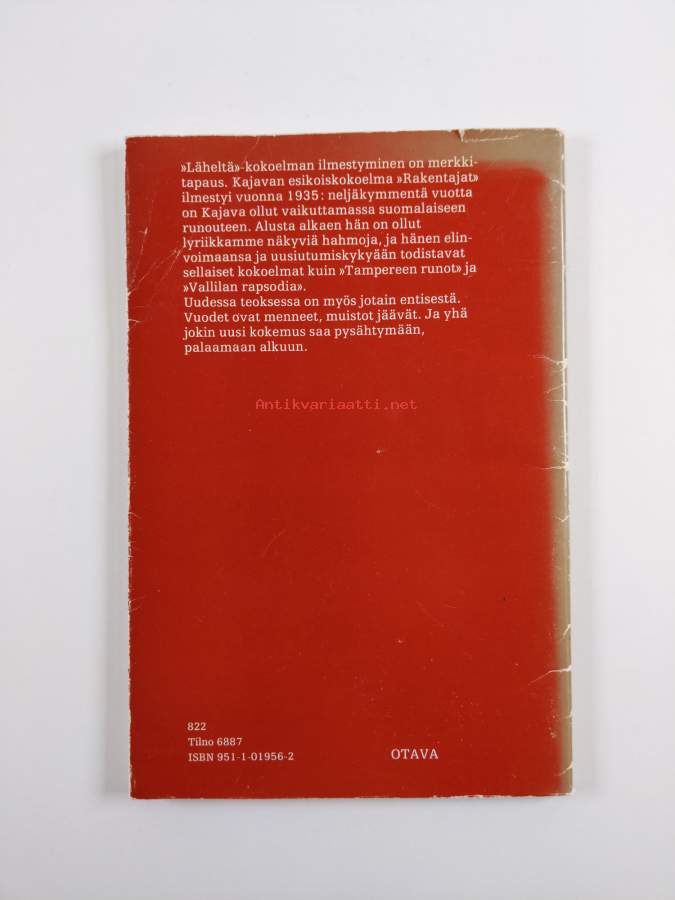 »Läheltä»-kokoelman ilmestyminen on merkki-
tapaus. Kajavan esikoiskokoelma »Rakentajat»
ilmestyi vuonna 1935: neljäkymmentä vuotta
on Kajava ollut vaikuttamassa suomalaiseen
runouteen. Alusta alkaen hän on ollut
lyriikkamme näkyviä hahmoja, ja hänen elin-
voimaansa ja uusiutumiskykyään todistavat
sellaiset kokoelmat kuin »Tampereen runot» ja
»Vallilan rapsodia».
Uudessa teoksessa on myös jotain entisestä.
Vuodet ovat menneet, muistot jäävät. Ja yhä
jokin uusi kokemus saa pysähtymään,
palaamaan alkuun.
Antikvariaatti.net
822
Tilno 6887
ISBN 951-1-01956-2
OTAVA